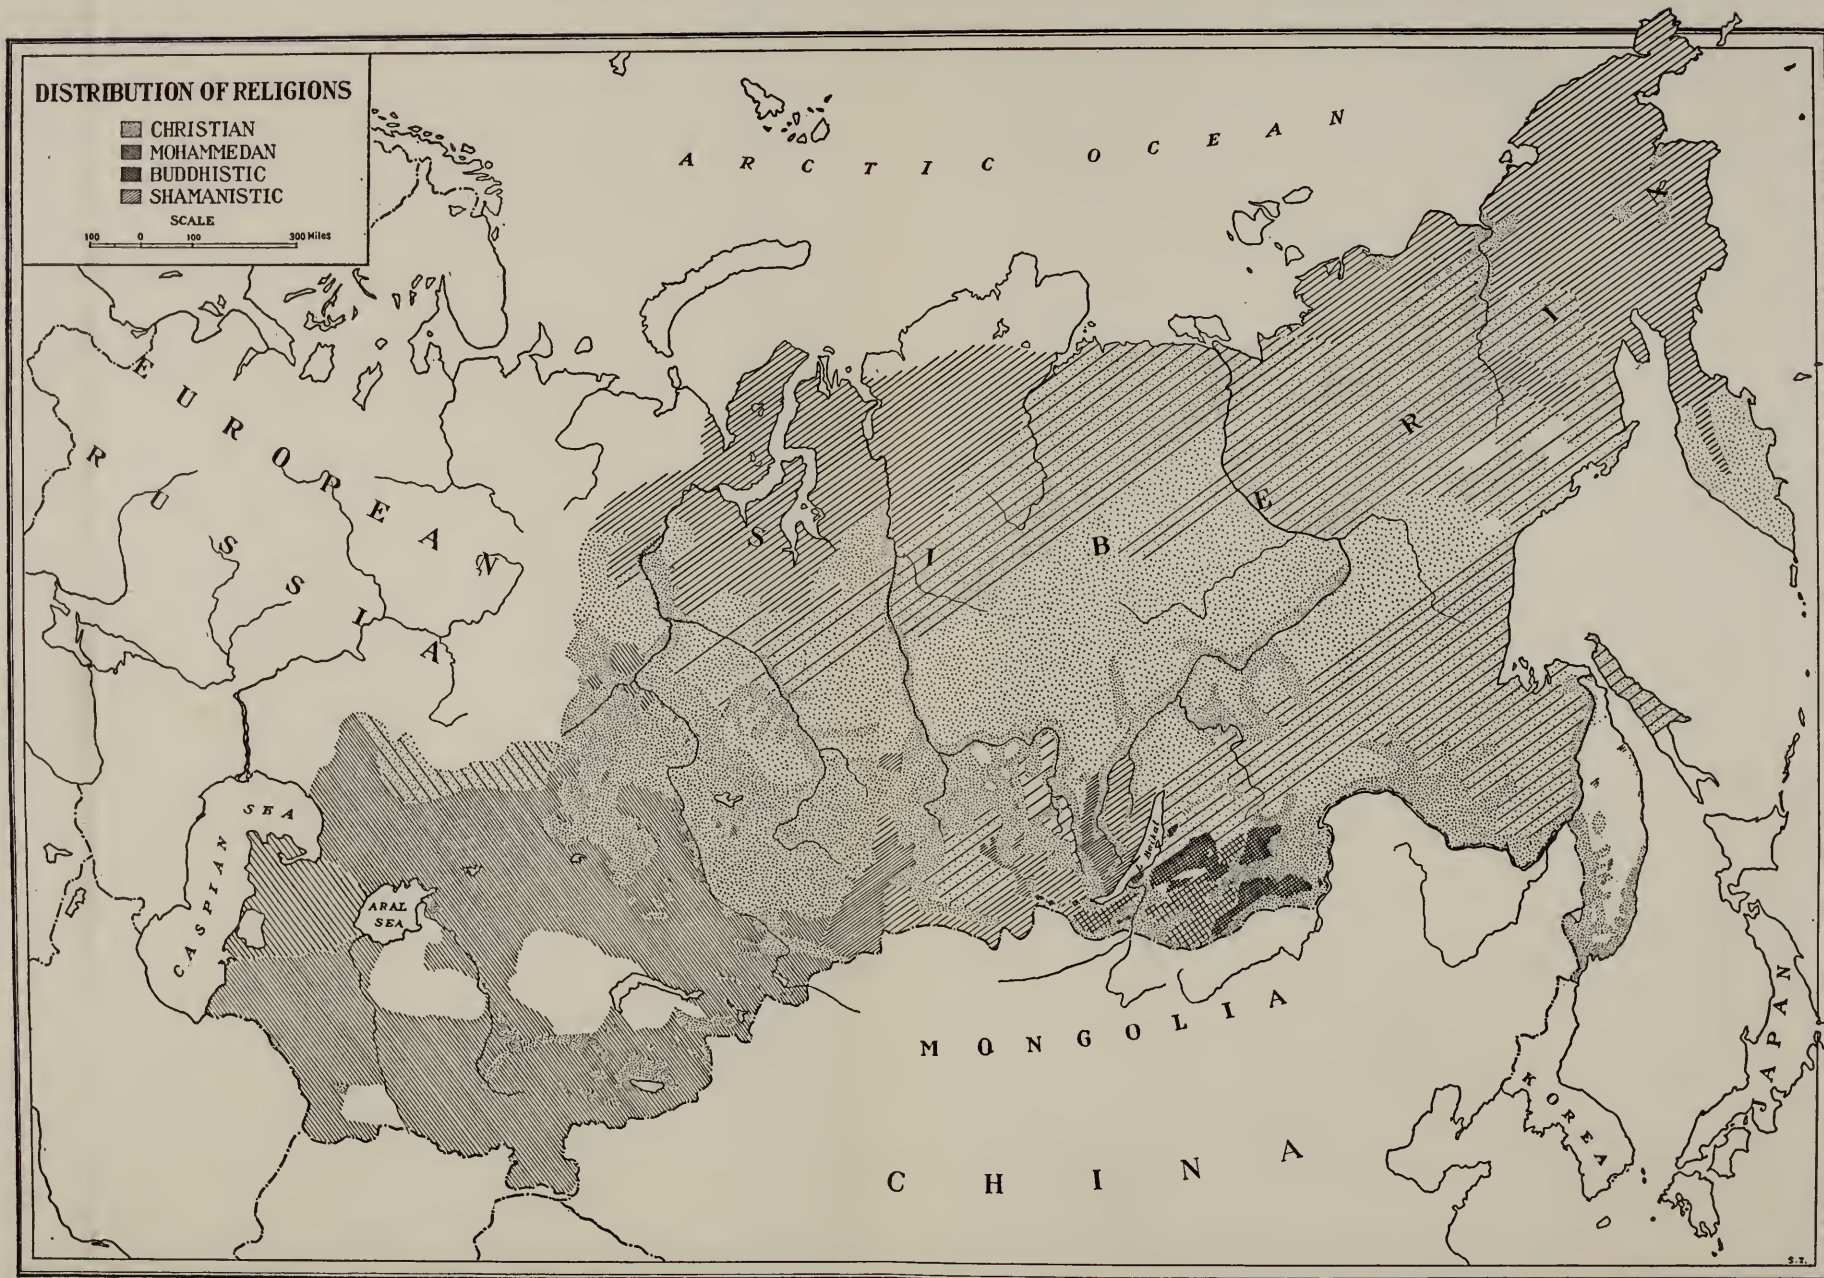 DISTRIBUTION OF RELIGIONS
CHRISTIAN
MOHAMMEDAN
BUDDHISTIC
SHAMANISTIC
SCALE
100 0 100 300 Miles
ARCTIC OCEAN
EUROPEAN
RUSSIA
SIBERIA
CASPIAN SEA
ARAL
SEA
Baikal
MONGOLIA
CHINA
KOREA
JAPAN